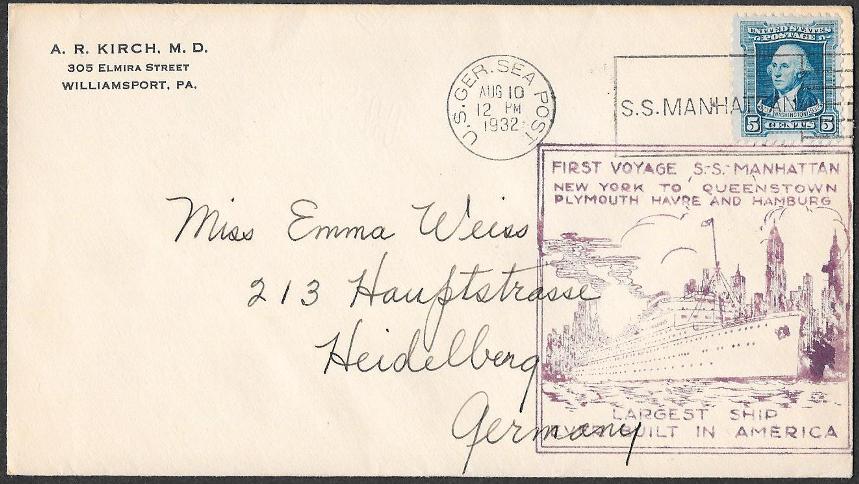 A. R. KIRCH, M. D.
305 ELMIRA STREET
WILLIAMSPORT, PA.
U.S. GER. SEA POST
AUG 10
12 PM
1932
S.S. MANHATTAN
UNITED STATES
POSTAGE
WASHINGTON
5 CENTS 5
FIRST VOYAGE S.S. MANHATTAN
NEW YORK TO QUEENSTOWN
PLYMOUTH HAVRE AND HAMBURG
Miss Emma Weiss
213 Hauptstrasse
Heidelberg
Germany
LARGEST SHIP
EVER BUILT IN AMERICA